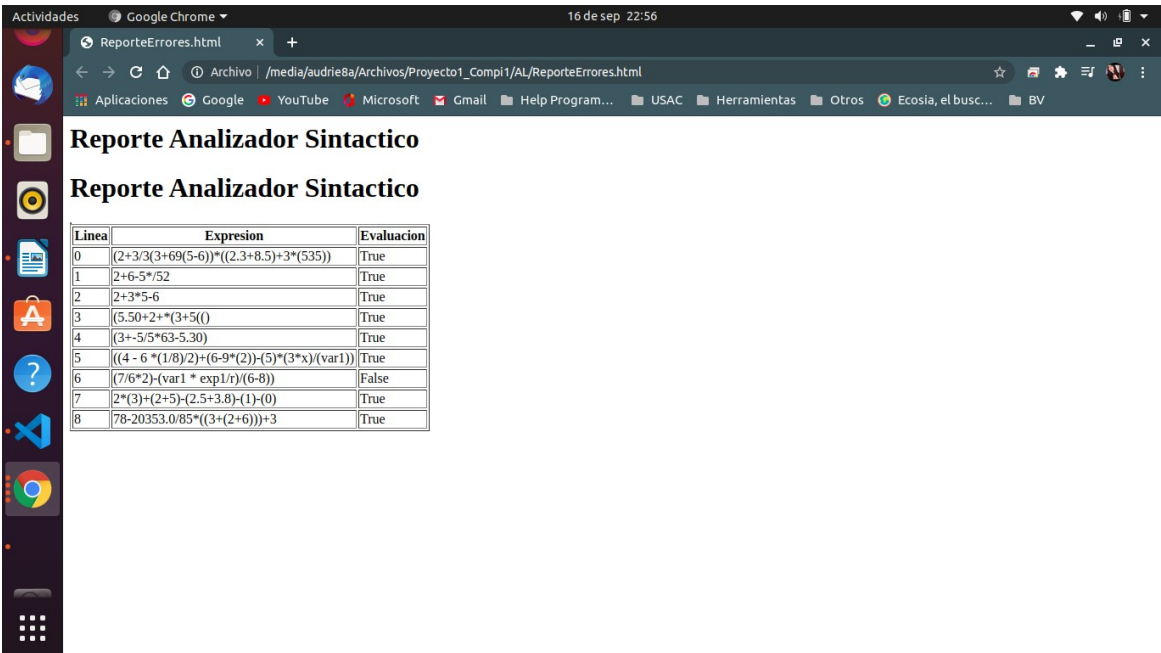 Actividades Google Chrome 16 de sep 22:56
ReporteErrores.html
Archivo | /media/audrie8a/Archivos/Proyecto1_Compi1/AL/ReporteErrores.html
Aplicaciones Google YouTube Microsoft Gmail Help Program... USAC Herramientas Otros Ecosia, el busc... BV
Reporte Analizador Sintactico
Reporte Analizador Sintactico
Linea Expresion Evaluacion
0 (2+3/3(3+69(5-6))*((2.3+8.5)+3*(535)) True
1 2+6-5*/52 True
2 2+3*5-6 True
3 (5.50+2+*(3+5(() True
4 (3+-5/5*63-5.30) True
5 ((4 - 6 *(1/8)/2)+(6-9*(2))-(5)*(3*x)/(var1)) True
6 (7/6*2)-(var1 * exp1/r)/(6-8)) False
7 2*(3)+(2+5)-(2.5+3.8)-(1)-(0) True
8 78-20353.0/85*((3+(2+6)))+3 True